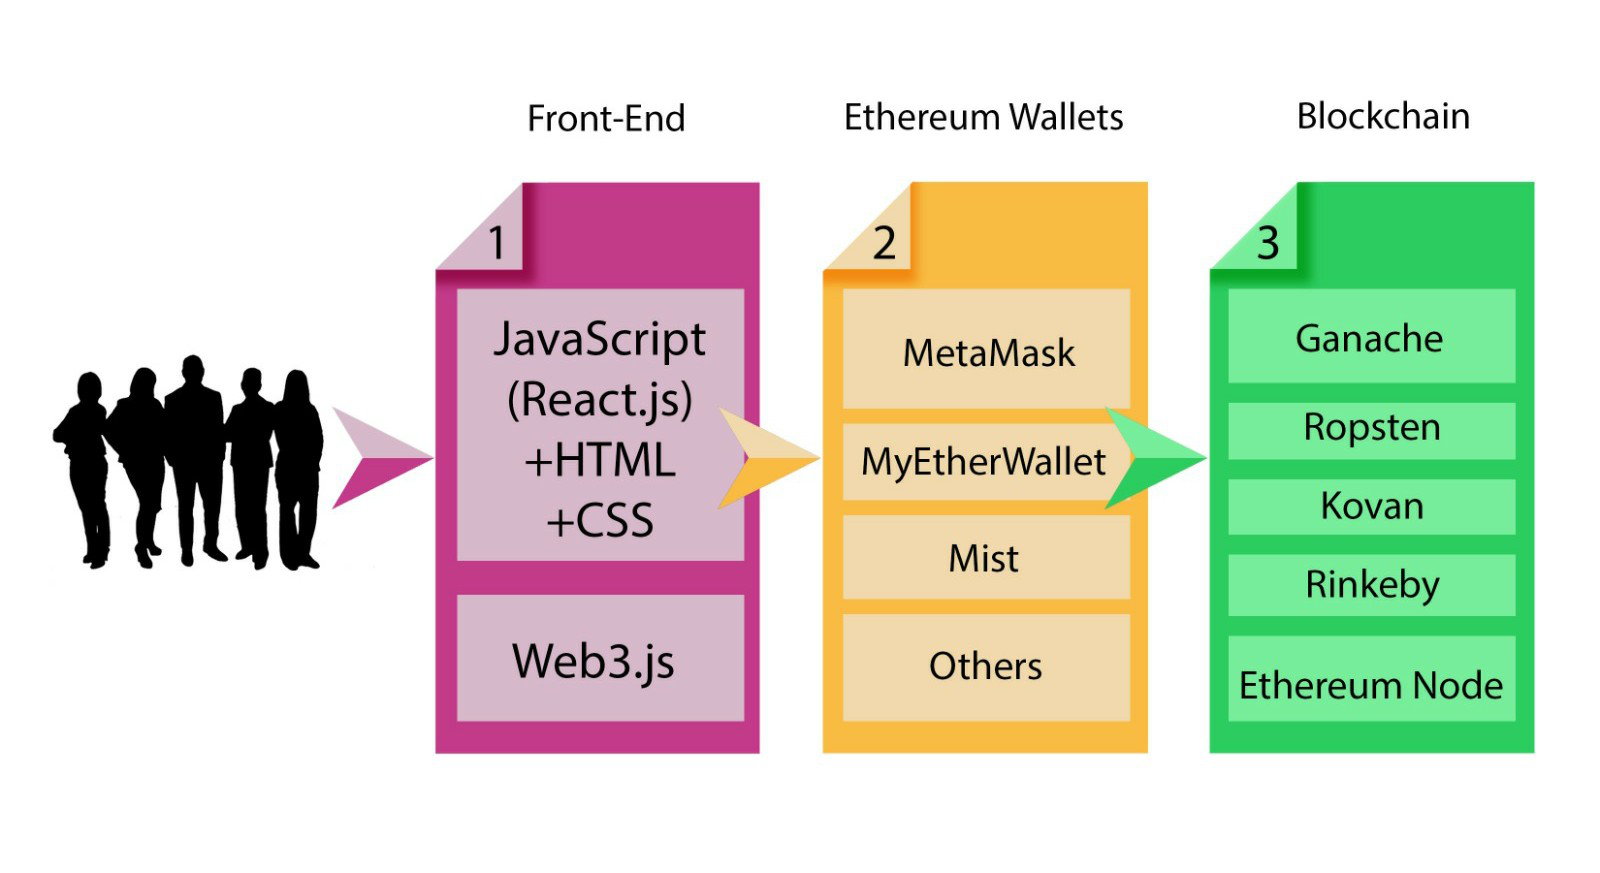 Front-End
Ethereum Wallets
Blockchain
1
JavaScript
(React.js)
+HTML
+CSS
Web3.js
2
MetaMask
MyEtherWallet
Mist
Others
3
Ganache
Ropsten
Kovan
Rinkeby
Ethereum Node